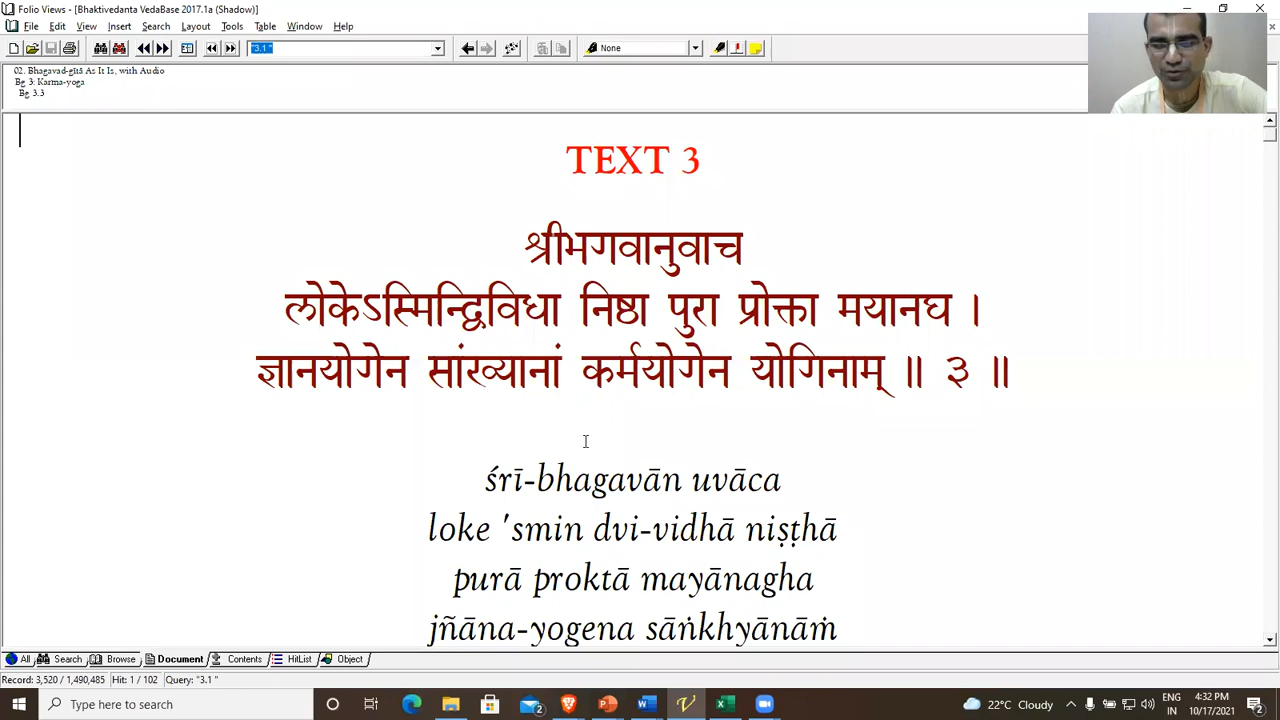 Folio Views - [Bhaktivedanta VedaBase 2017.1a (Shadow)]
File Edit View Insert Search Layout Tools Table Window Help
"3.1 "
None
02. Bhagavad-gītā As It Is, with Audio
Bg 3: Karma-yoga
Bg 3.3
TEXT 3
श्रीभगवानुवाच
लोकेऽस्मिन्द्विविधा निष्ठा पुरा प्रोक्ता मयानघ ।
ज्ञानयोगेन सांख्यानां कर्मयोगेन योगिनाम् ॥ ३ ॥
śrī-bhagavān uvāca
loke 'smin dvi-vidhā niṣṭhā
purā proktā mayānagha
jñāna-yogena sāṅkhyānāṁ
All Search Browse Document Contents HitList Object
Record: 3,520 / 1,490,485 Hit: 1 / 102 Query: "3.1 "
Type here to search
2
22°C Cloudy
ENG
IN
4:32 PM
10/17/2021
2